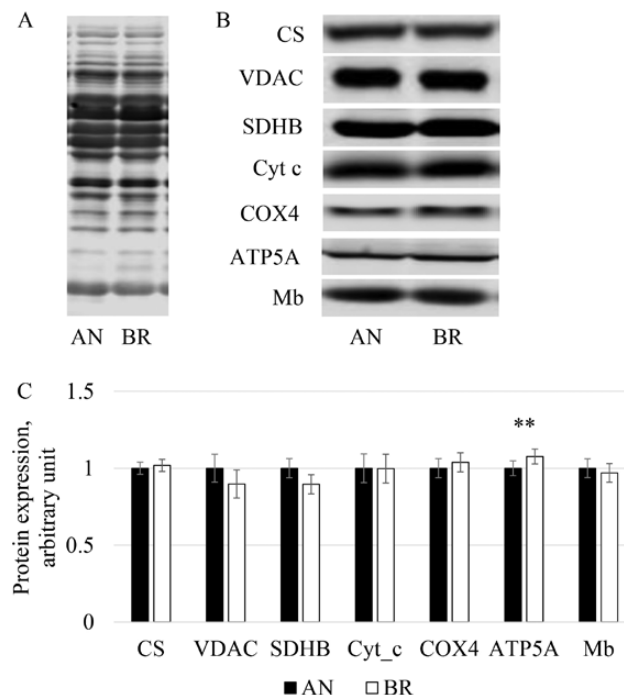 A
AN BR
B
CS
VDAC
SDHB
Cyt c
COX4
ATP5A
Mb
AN BR
C
Protein expression,
arbitrary unit
1.5
1
0.5
0
**
CS VDAC SDHB Cyt_c COX4 ATP5A Mb
AN BR